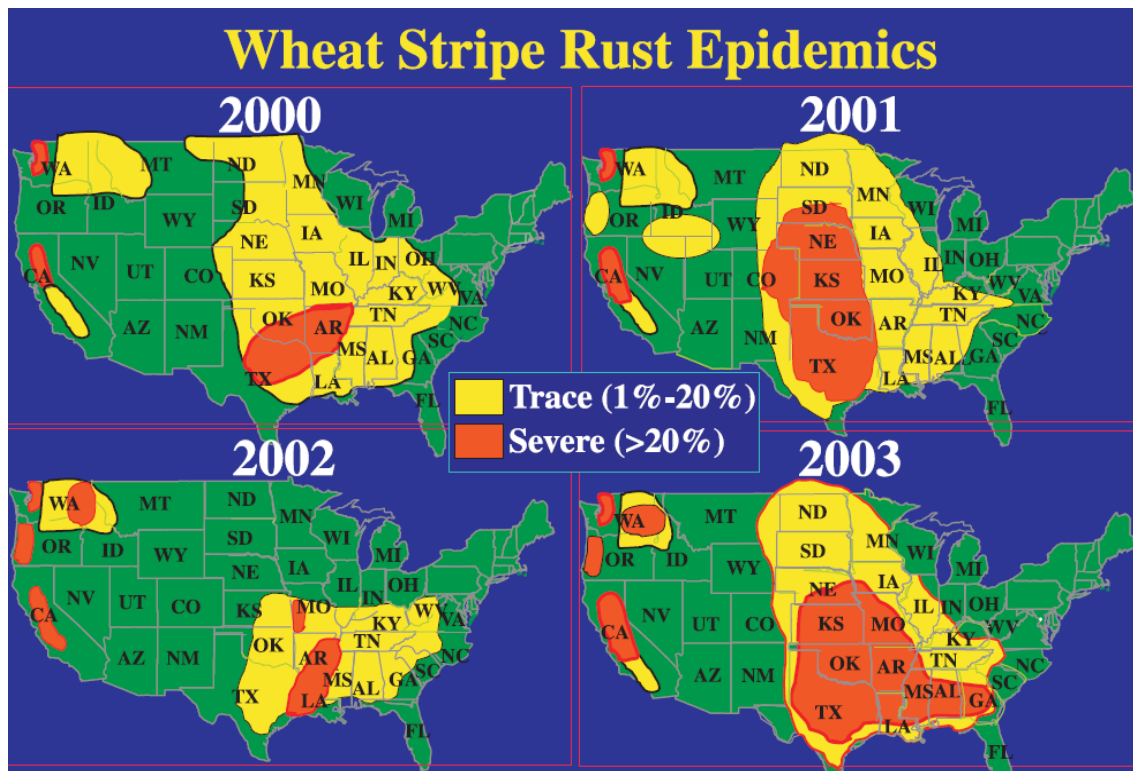 Wheat Stripe Rust Epidemics
2000
WA
MT
ND
MN
OR
ID
SD
WI
MI
WY
IA
NE
NV
UT
CO
IL
IN
OH
CA
KS
MO
KY
WV
VA
AZ
NM
OK
AR
TN
NC
SC
MS
AL
GA
TX
LA
FL
2001
WA
MT
ND
MN
OR
ID
SD
WI
MI
WY
NE
IA
NV
UT
CO
KS
MO
IL
IN
OH
CA
KY
WV
VA
AZ
NM
OK
AR
TN
NC
SC
TX
MS
AL
GA
LA
FL
Trace (1%-20%)
Severe (>20%)
2002
WA
MT
ND
MN
OR
ID
SD
WI
MI
WY
NE
IA
NV
UT
CO
IL
IN
OH
CA
KS
MO
KY
WV
VA
AZ
NM
OK
AR
TN
NC
SC
TX
MS
AL
GA
LA
FL
2003
WA
MT
ND
MN
OR
ID
SD
WI
MI
WY
NE
IA
NV
UT
CO
KS
MO
IL
IN
OH
CA
KY
WV
VA
AZ
NM
OK
AR
TN
NC
SC
TX
MS
AL
GA
LA
FL